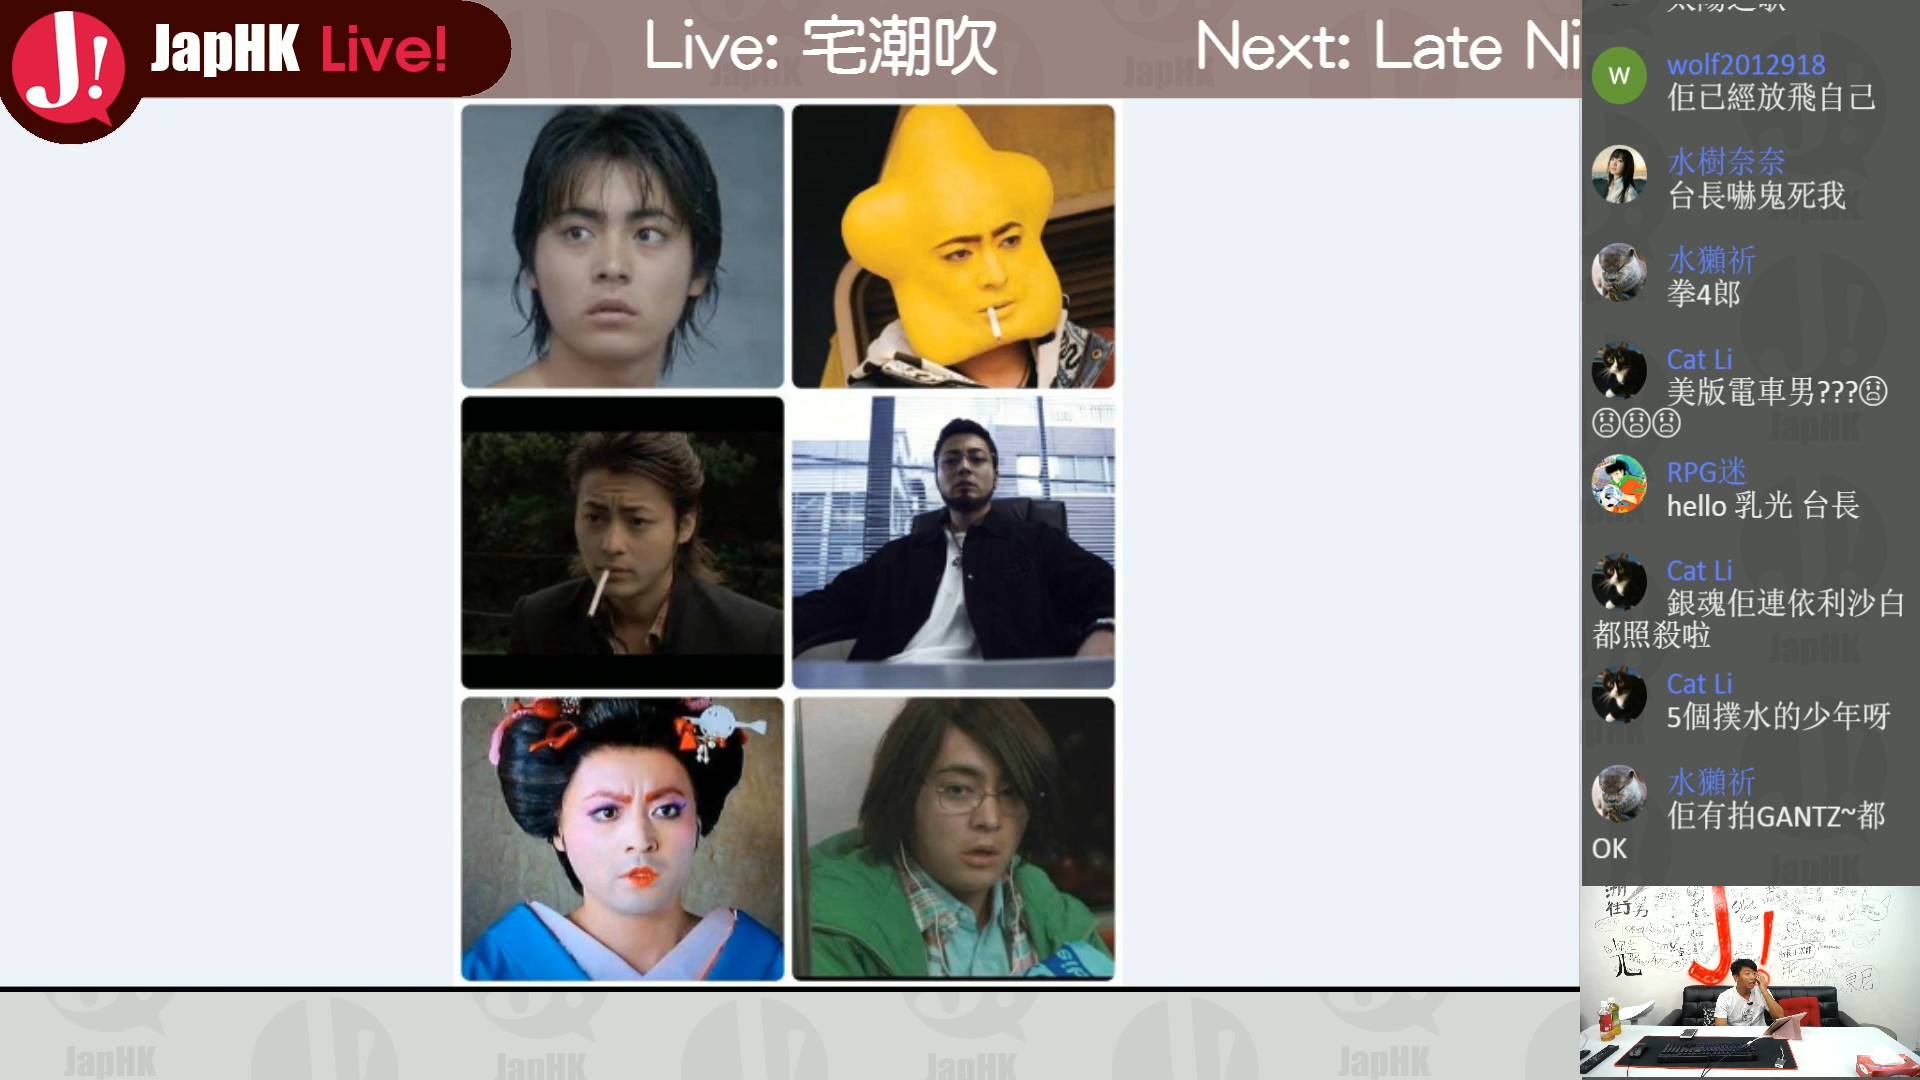 JapHK Live!
Live: 宅潮吹
Next: Late Ni
wolf2012918
佢已經放飛自己
水樹奈奈
台長嚇鬼死我
水獺祈
拳4郎
Cat Li
美版電車男???😧
😧😧😧
RPG迷
hello 乳光 台長
Cat Li
銀魂佢連依利沙白
都照殺啦
Cat Li
5個撲水的少年呀
水獺祈
佢有拍GANTZ~都
OK
W
J!
JapHK
JapHK
JapHK
JapHK